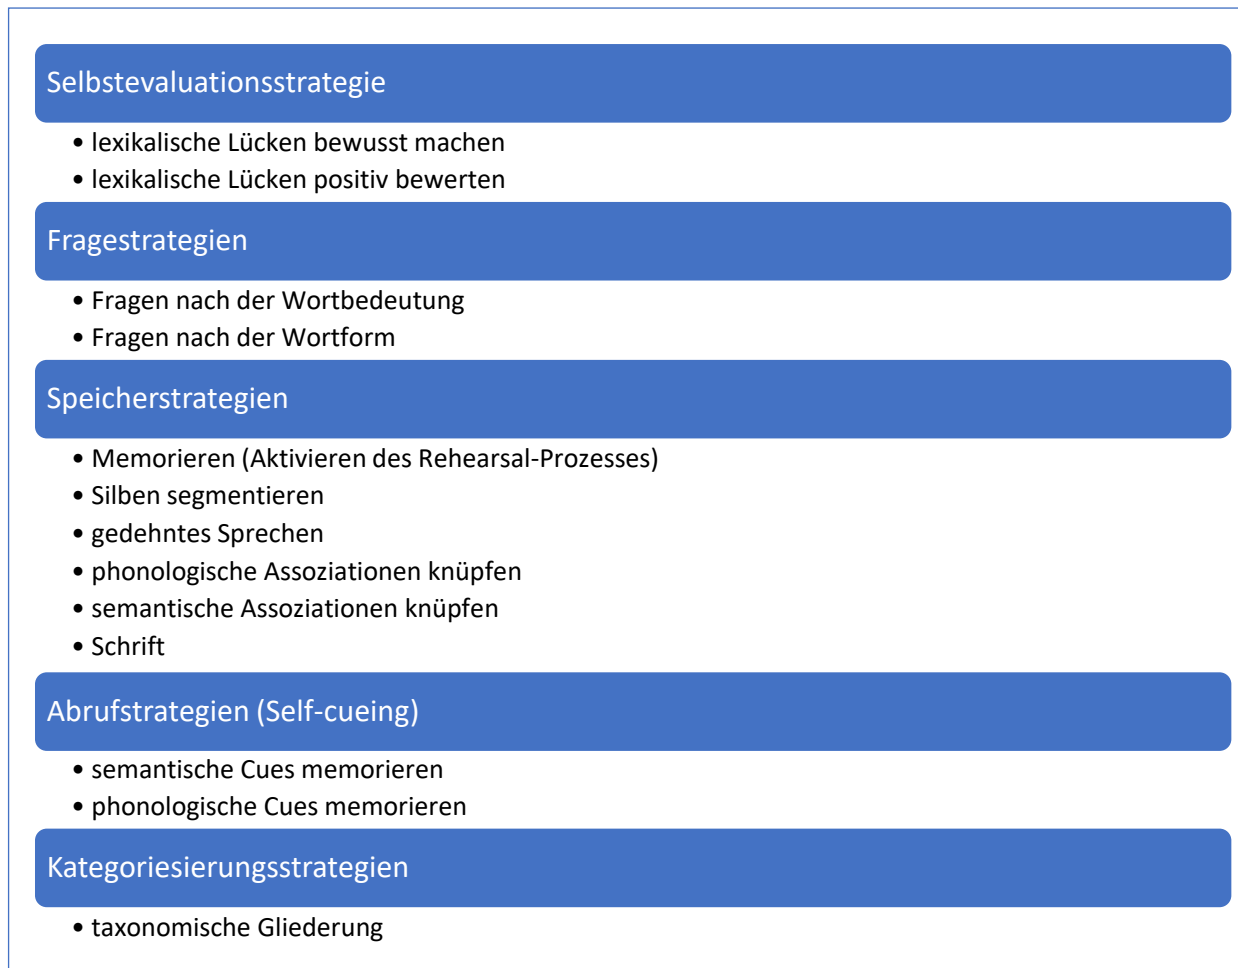 Selbstevaluationsstrategie
• lexikalische Lücken bewusst machen
• lexikalische Lücken positiv bewerten
Fragestrategien
• Fragen nach der Wortbedeutung
• Fragen nach der Wortform
Speicherstrategien
• Memorieren (Aktivieren des Rehearsal-Prozesses)
• Silben segmentieren
• gedehntes Sprechen
• phonologische Assoziationen knüpfen
• semantische Assoziationen knüpfen
• Schrift
Abrufstrategien (Self-cueing)
• semantische Cues memorieren
• phonologische Cues memorieren
Kategoriesierungsstrategien
• taxonomische Gliederung